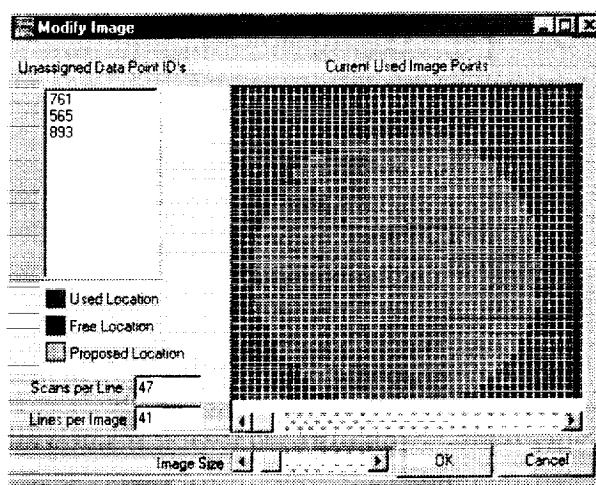 Modify Image
Unassigned Data Point ID's
Current Used Image Points
761
565
893
Used Location
Free Location
Proposed Location
Scans per Line 47
Lines per Image 41
Image Size
OK
Cancel